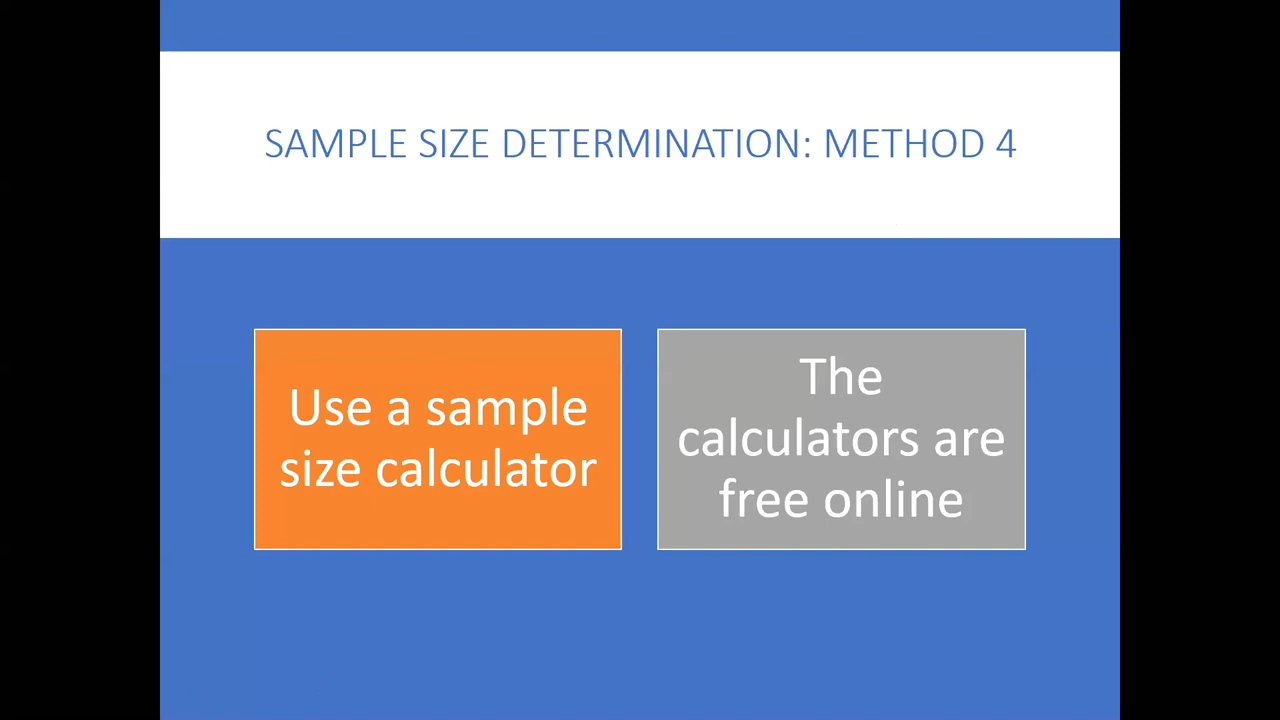 SAMPLE SIZE DETERMINATION: METHOD 4
Use a sample
size calculator
The
calculators are
free online